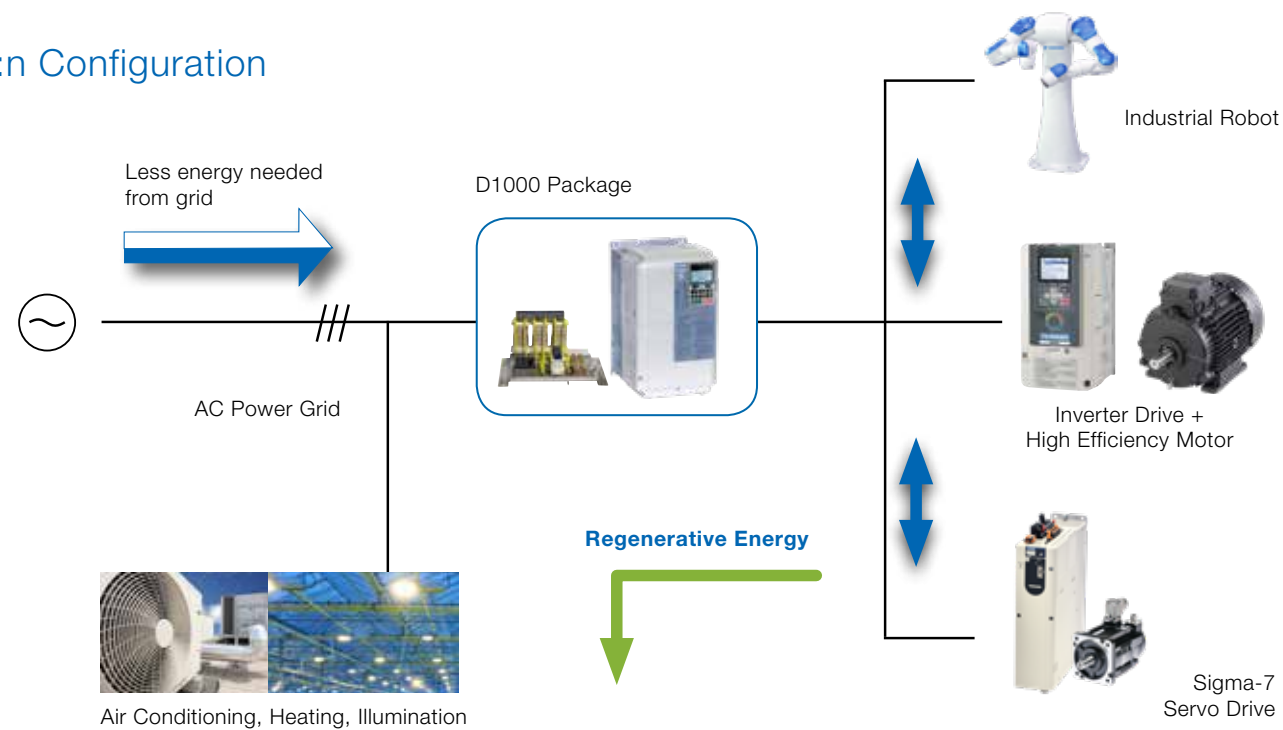 :n Configuration
Industrial Robot
Less energy needed
from grid
D1000 Package
AC Power Grid
Inverter Drive +
High Efficiency Motor
Regenerative Energy
Sigma-7
Servo Drive
Air Conditioning, Heating, Illumination